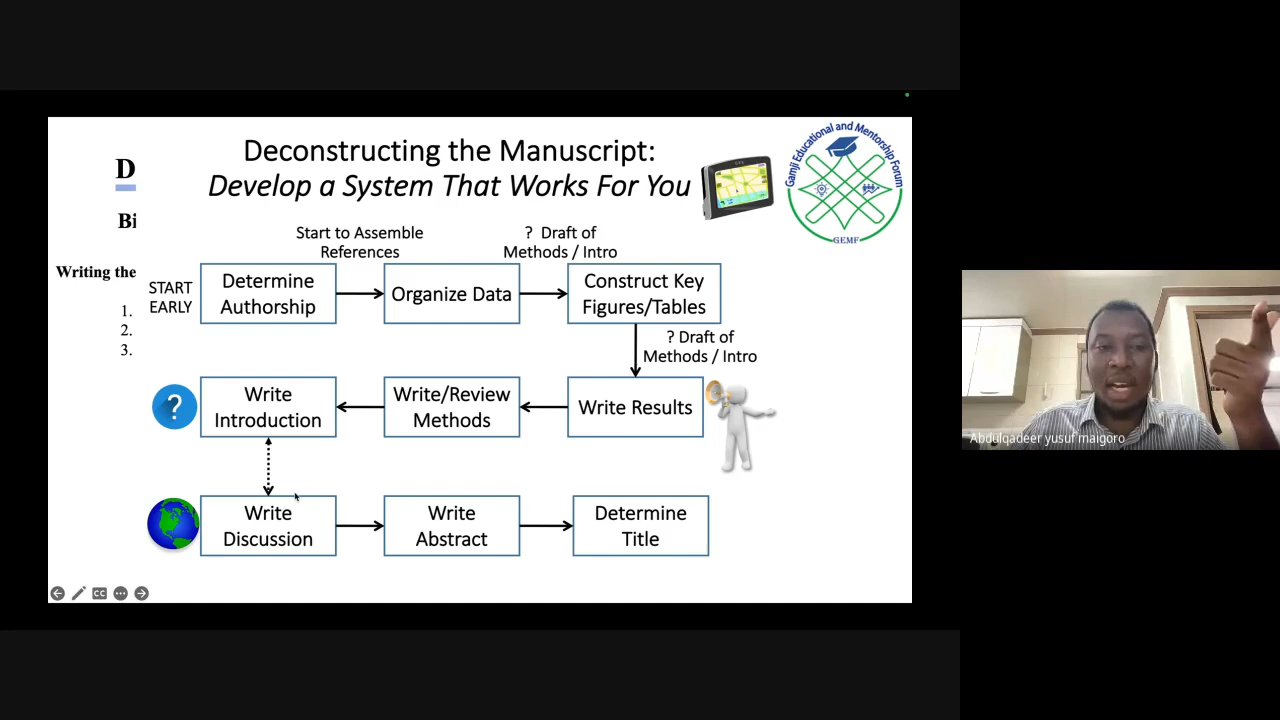 Deconstructing the Manuscript:
Develop a System That Works For You
Gamji Educational and Mentorship Forum
GEMF
D
Bi
Writing the
1.
2.
3.
Start to Assemble
References
? Draft of
Methods / Intro
START
EARLY
Determine
Authorship
Organize Data
Construct Key
Figures/Tables
? Draft of
Methods / Intro
Write
Introduction
Write/Review
Methods
Write Results
?
Write
Discussion
Write
Abstract
Determine
Title
CC
Abdulqadeer yusuf maigoro